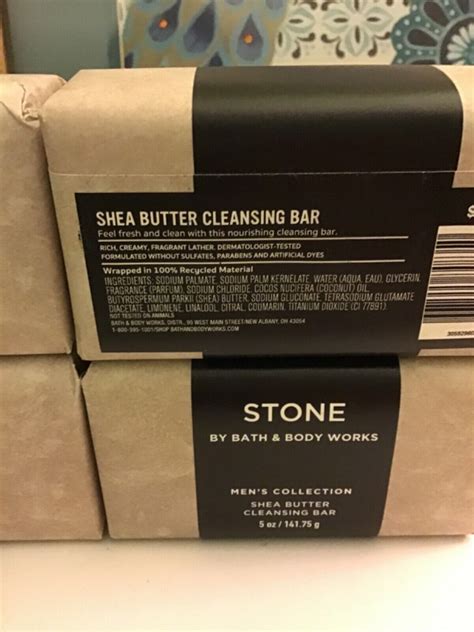 SHEA BUTTER CLEANSING BAR
Feel fresh and clean with this nourishing cleansing bar.
RICH, CREAMY, FRAGRANT LATHER. DERMATOLOGIST-TESTED
FORMULATED WITHOUT SULFATES, PARABENS AND ARTIFICIAL DYES
Wrapped in 100% Recycled Material
INGREDIENTS: SODIUM PALMATE, SODIUM PALM KERNELATE, WATER (AQUA, EAU), GLYCERIN,
FRAGRANCE (PARFUM), SODIUM CHLORIDE, COCOS NUCIFERA (COCONUT) OIL,
BUTYROSPERMUM PARKII (SHEA) BUTTER, SODIUM GLUCONATE, TETRASODIUM GLUTAMATE
DIACETATE, LIMONENE, LINALOOL, CITRAL, COUMARIN, TITANIUM DIOXIDE (CI 77891).
NOT TESTED ON ANIMALS
BATH & BODY WORKS, DISTR., 95 WEST MAIN STREET/NEW ALBANY, OH 43054
1-800-395-1001/SHOP BATHANDBODYWORKS.COM
$
STONE
BY BATH & BODY WORKS
MEN'S COLLECTION
SHEA BUTTER
CLEANSING BAR
5 oz / 141.75 g